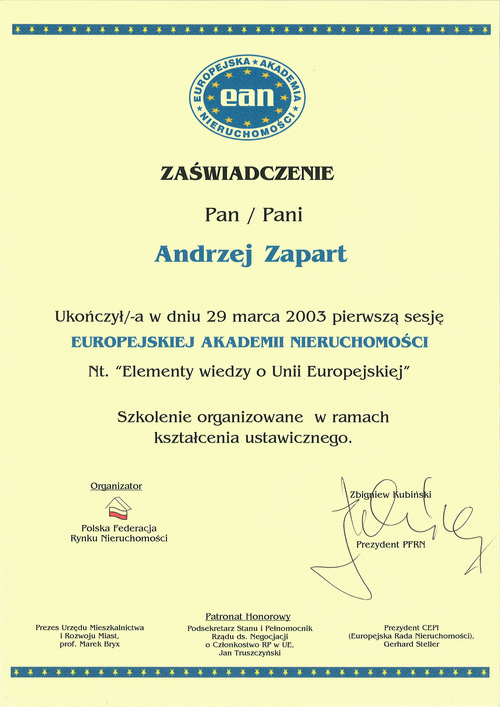 EUROPEJSKA AKADEMIA NIERUCHOMOŚCI
ean
ZAŚWIADCZENIE
Pan / Pani
Andrzej Zapart
Ukończył/-a w dniu 29 marca 2003 pierwszą sesję
EUROPEJSKIEJ AKADEMII NIERUCHOMOŚCI
Nt. “Elementy wiedzy o Unii Europejskiej”
Szkolenie organizowane w ramach
kształcenia ustawicznego.
Organizator
Polska Federacja
Rynku Nieruchomości
Zbigniew Kubiński
Prezydent PFRN
Patronat Honorowy
Prezes Urzędu Mieszkalnictwa
i Rozwoju Miast,
prof. Marek Bryx
Podsekretarz Stanu i Pełnomocnik
Rządu ds. Negocjacji
o Członkostwo RP w UE,
Jan Truszczyński
Prezydent CEPI
(Europejska Rada Nieruchomości),
Gerhard Steller